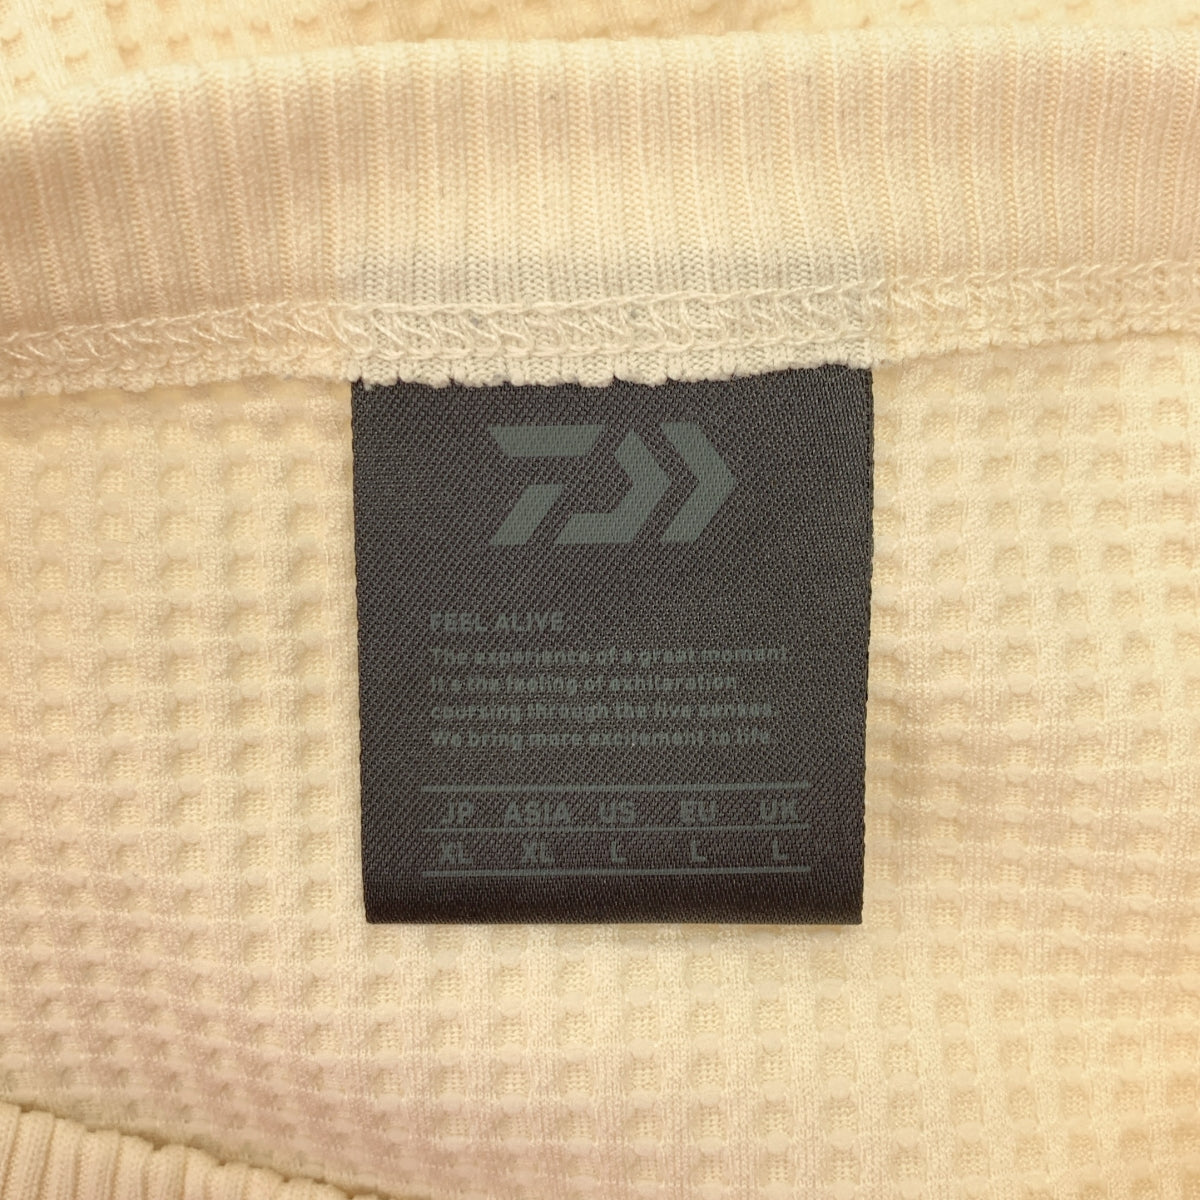 FEEL ALIVE.
The experience of a great moment.
It's the feeling of exhilaration
coursing through the five senses.
We bring more excitement to life.
JP ASIA US EU UK
XL XL L L L